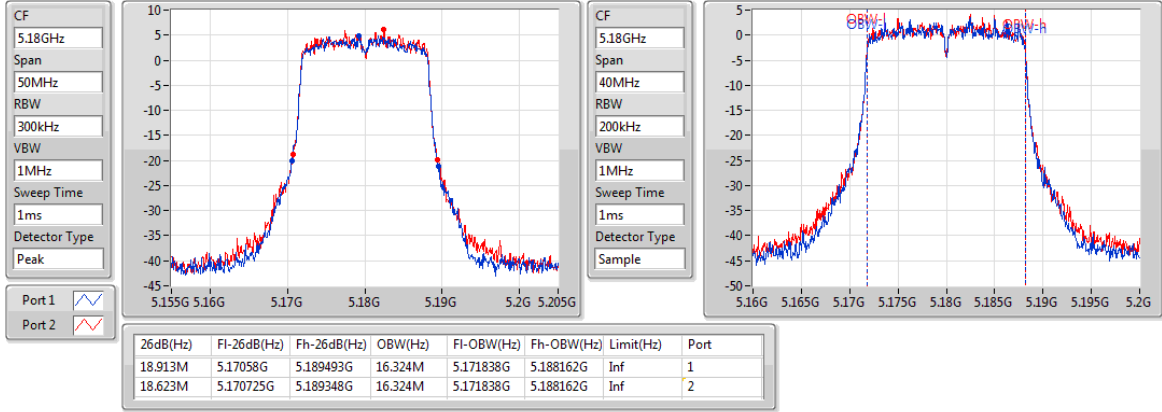 CF
5.18GHz
Span
50MHz
RBW
300kHz
VBW
1MHz
Sweep Time
1ms
Detector Type
Peak
Port 1
Port 2
10
5
0
-5
-10
-15
-20
-25
-30
-35
-40
-45
5.155G 5.16G 5.17G 5.18G 5.19G 5.2G 5.205G
CF
5.18GHz
Span
40MHz
RBW
200kHz
VBW
1MHz
Sweep Time
1ms
Detector Type
Sample
OBW-l OBW-h
OBW-l OBW-h
5
0
-5
-10
-15
-20
-25
-30
-35
-40
-45
-50
5.16G 5.165G 5.17G 5.175G 5.18G 5.185G 5.19G 5.195G 5.2G
26dB(Hz) Fl-26dB(Hz) Fh-26dB(Hz) OBW(Hz) Fl-OBW(Hz) Fh-OBW(Hz) Limit(Hz) Port
18.913M 5.17058G 5.189493G 16.324M 5.171838G 5.188162G Inf 1
18.623M 5.170725G 5.189348G 16.324M 5.171838G 5.188162G Inf 2